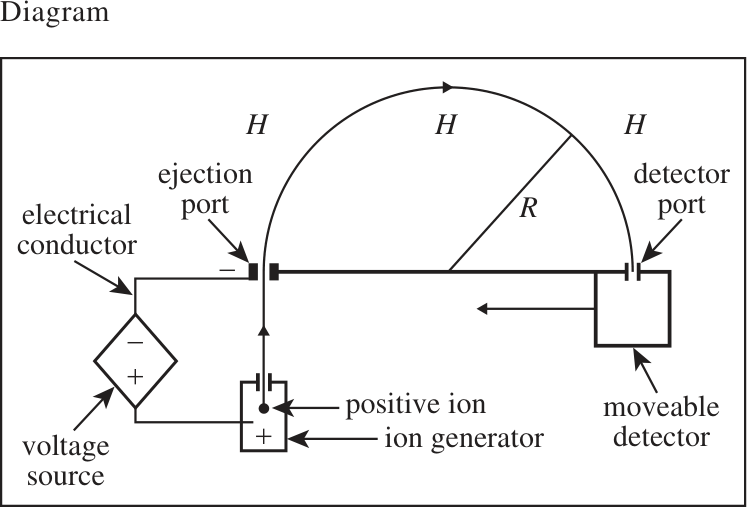 Diagram
H
H
H
ejection
port
detector
port
electrical
conductor
R
−
−
+
positive ion
+
ion generator
voltage
source
moveable
detector